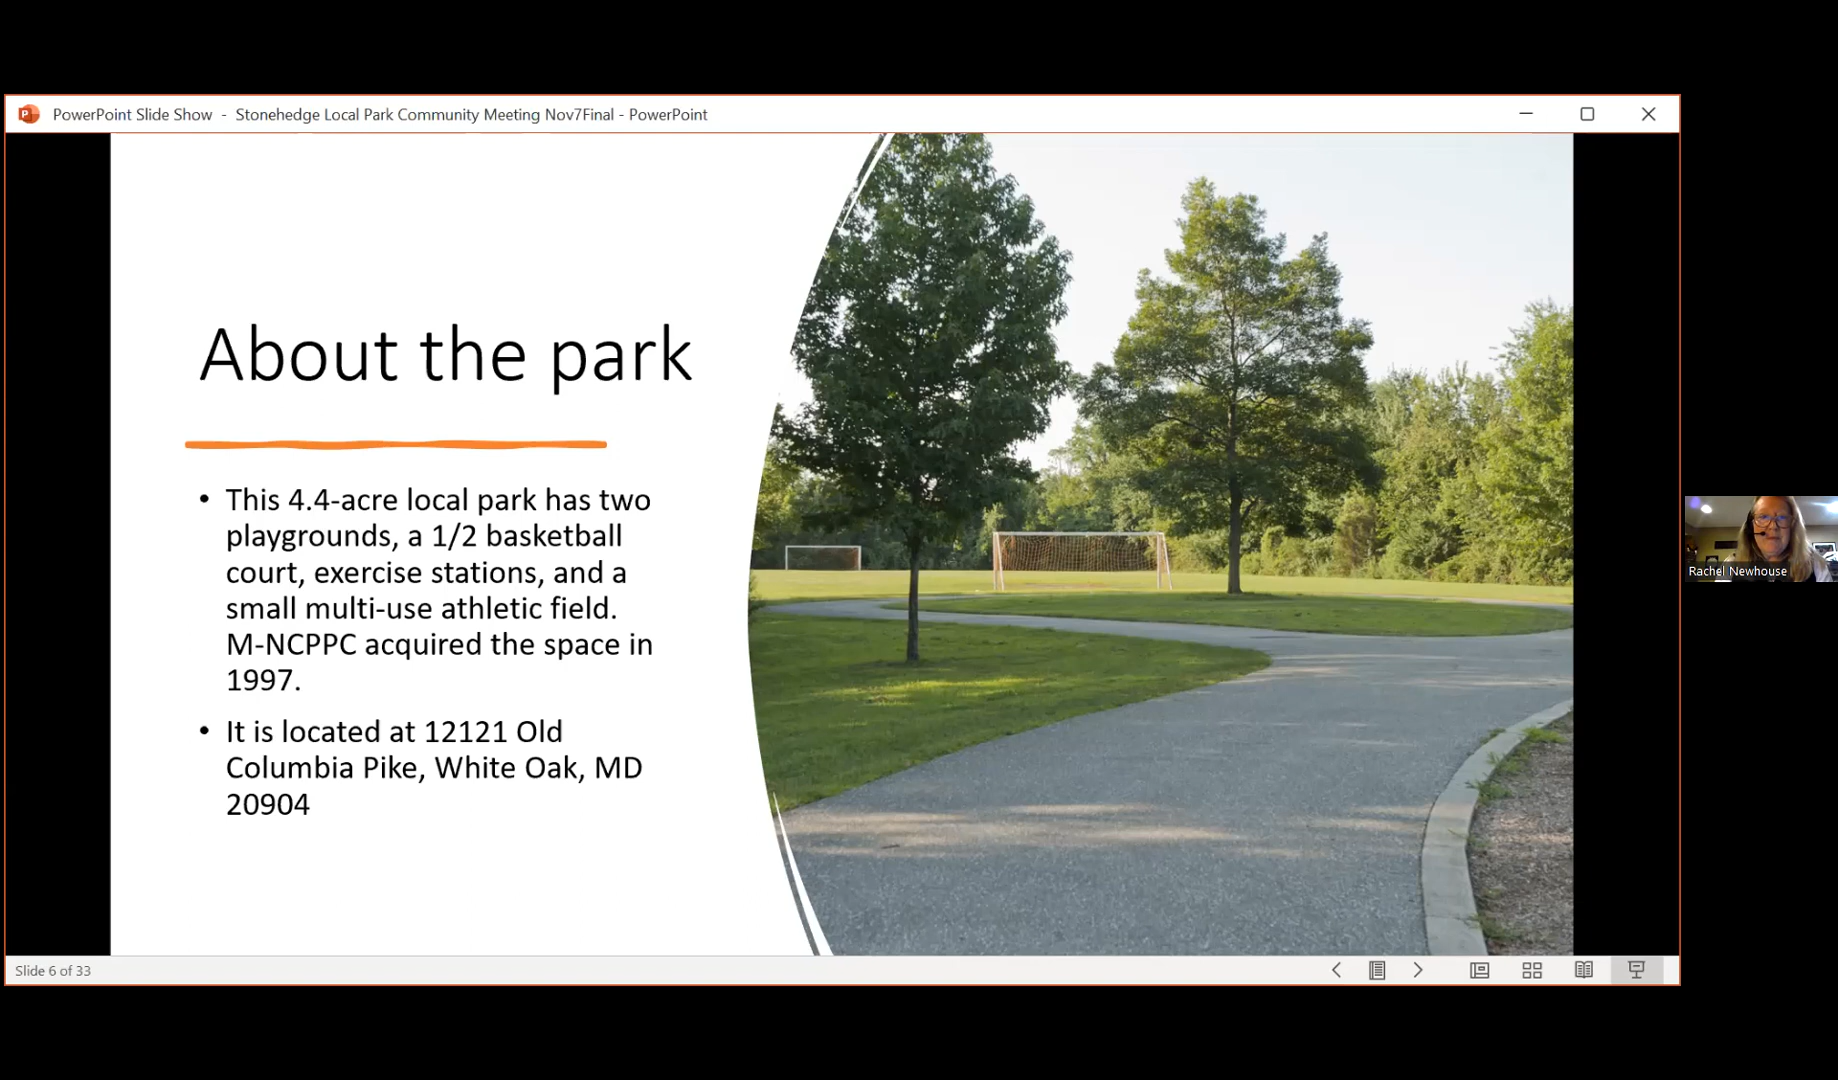 PowerPoint Slide Show - Stonehedge Local Park Community Meeting Nov7Final - PowerPoint
About the park
• This 4.4-acre local park has two
playgrounds, a 1/2 basketball
court, exercise stations, and a
small multi-use athletic field.
M-NCPPC acquired the space in
1997.
• It is located at 12121 Old
Columbia Pike, White Oak, MD
20904
Rachel Newhouse
Slide 6 of 33